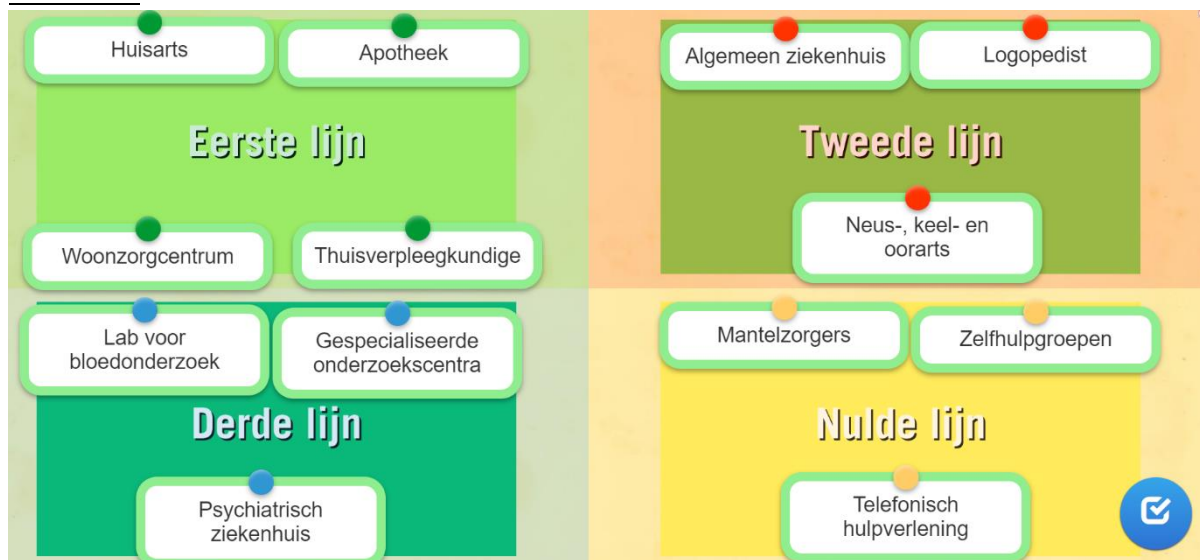 Huisarts
Apotheek
Eerste lijn
Woonzorgcentrum
Thuisverpleegkundige
Algemeen ziekenhuis
Logopedist
Tweede lijn
Neus-, keel- en
oorarts
Lab voor
bloedonderzoek
Gespecialiseerde
onderzoekscentra
Derde lijn
Psychiatrisch
ziekenhuis
Mantelzorgers
Zelfhulpgroepen
Nulde lijn
Telefonisch
hulpverlening